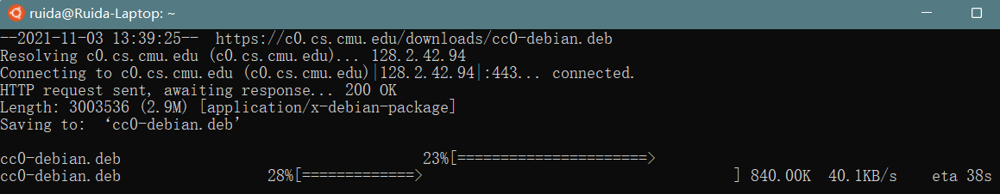 ruida@Ruida-Laptop: ~
--2021-11-03 13:39:25--  https://c0.cs.cmu.edu/downloads/cc0-debian.deb
Resolving c0.cs.cmu.edu (c0.cs.cmu.edu)... 128.2.42.94
Connecting to c0.cs.cmu.edu (c0.cs.cmu.edu)|128.2.42.94|:443... connected.
HTTP request sent, awaiting response... 200 OK
Length: 3003536 (2.9M) [application/x-debian-package]
Saving to: ‘cc0-debian.deb’
cc0-debian.deb 23%[======================>
cc0-debian.deb 28%[=============> ] 840.00K 40.1KB/s eta 38s